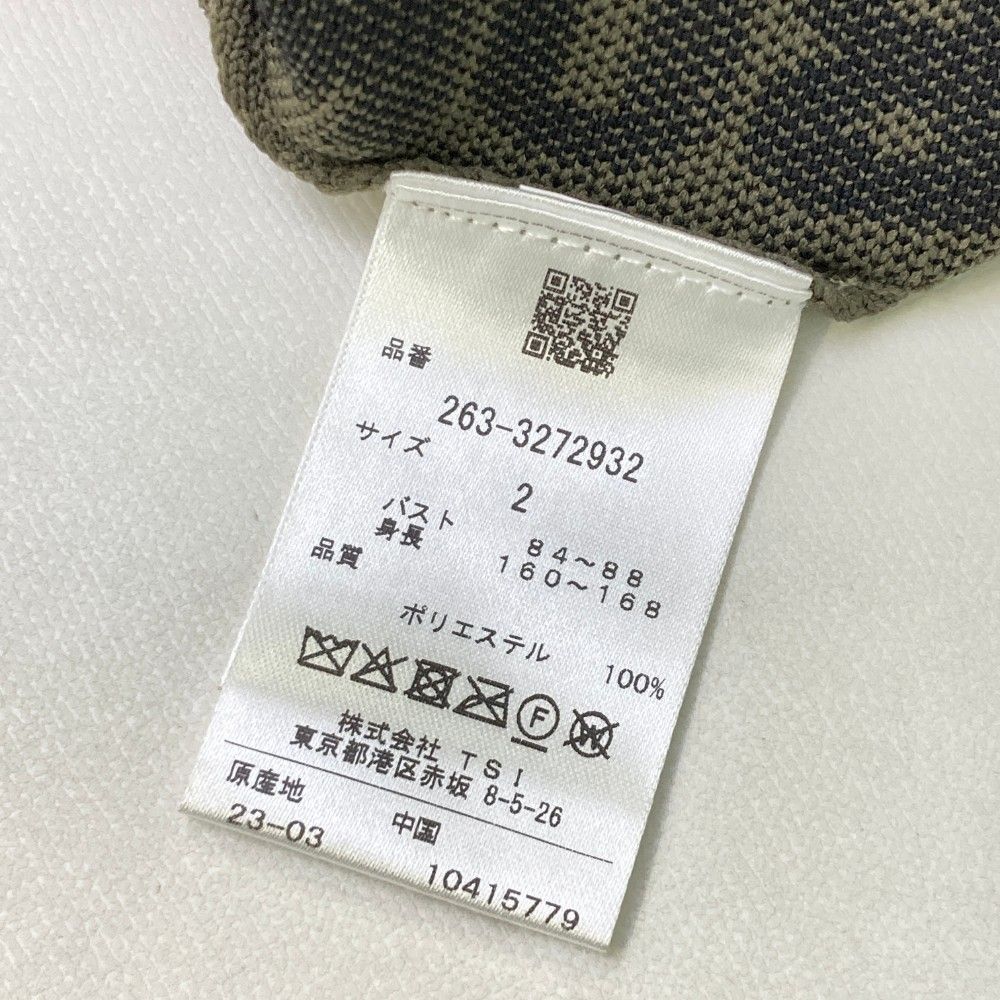 品番
263-3272932
サイズ
2
バスト 84～88
身長 160～168
品質
ポリエステル 100%
F
W
株式会社 TSI
東京都港区赤坂 8-5-26
原産地 中国
23-03 10415779